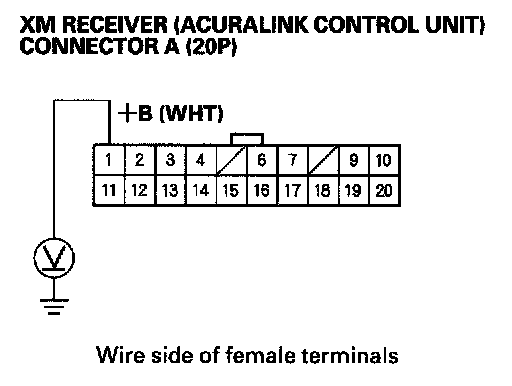 XM RECEIVER (ACURALINK CONTROL UNIT)
CONNECTOR A (20P)
+B (WHT)
1 2 3 4 6 7 9 10
11 12 13 14 15 16 17 18 19 20
V
Wire side of female terminals